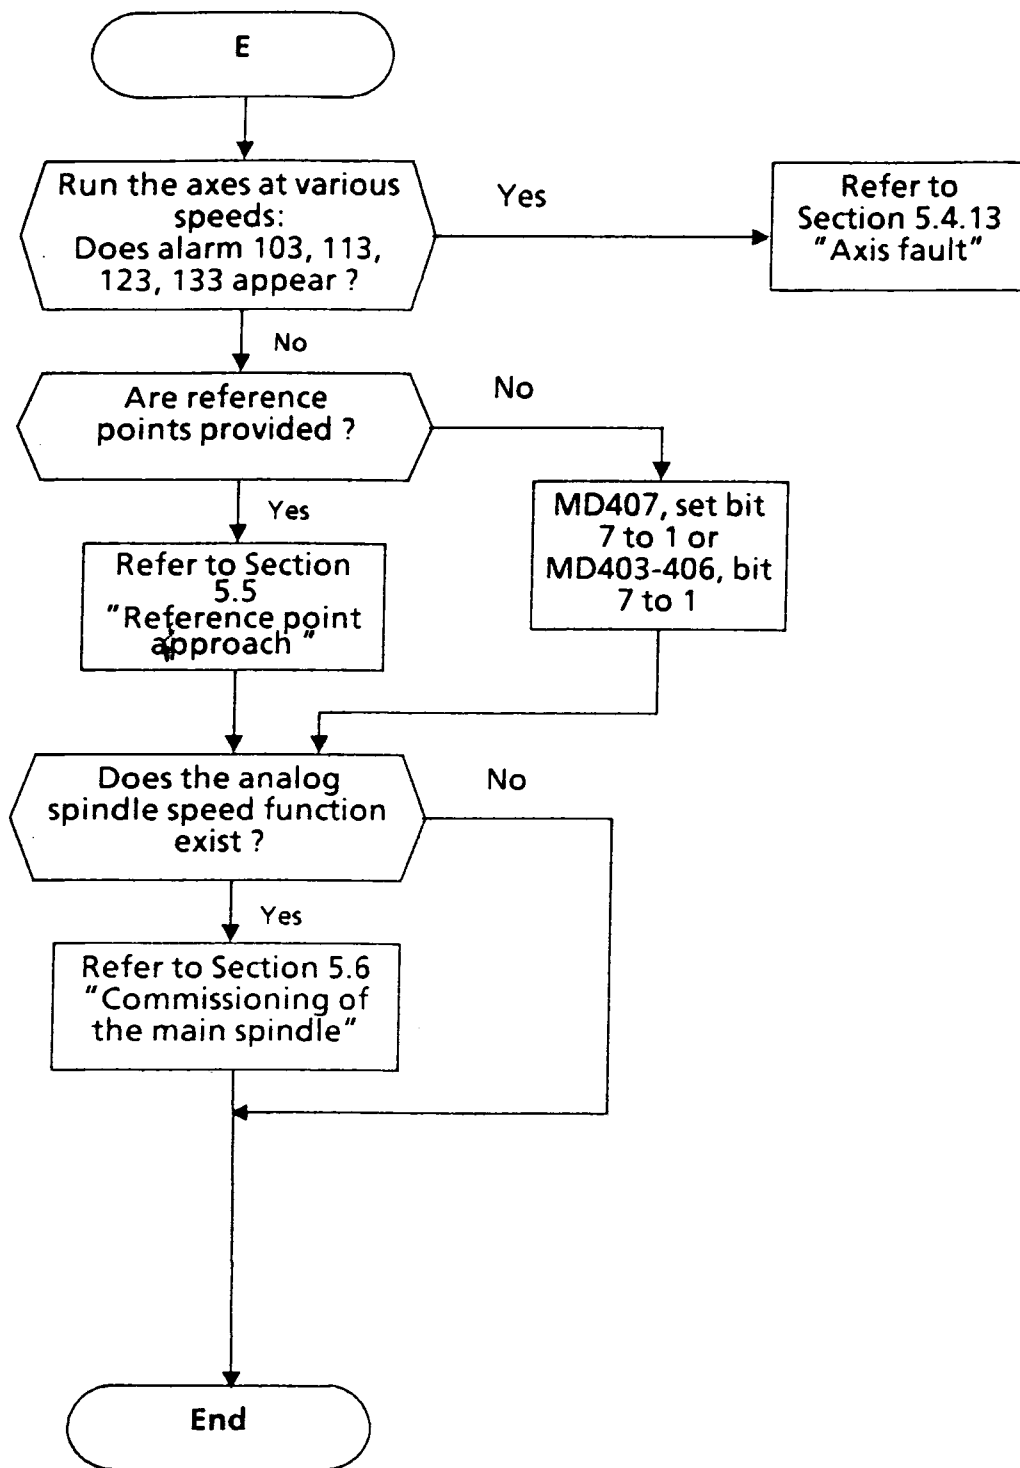 E
Run the axes at various
speeds:
Does alarm 103, 113,
123, 133 appear ?
Yes
Refer to
Section 5.4.13
"Axis fault"
No
Are reference
points provided ?
No
Yes
MD407, set bit
7 to 1 or
MD403-406, bit
7 to 1
Refer to Section
5.5
"Reference point
approach "
Does the analog
spindle speed function
exist ?
No
Yes
Refer to Section 5.6
"Commissioning of
the main spindle"
End